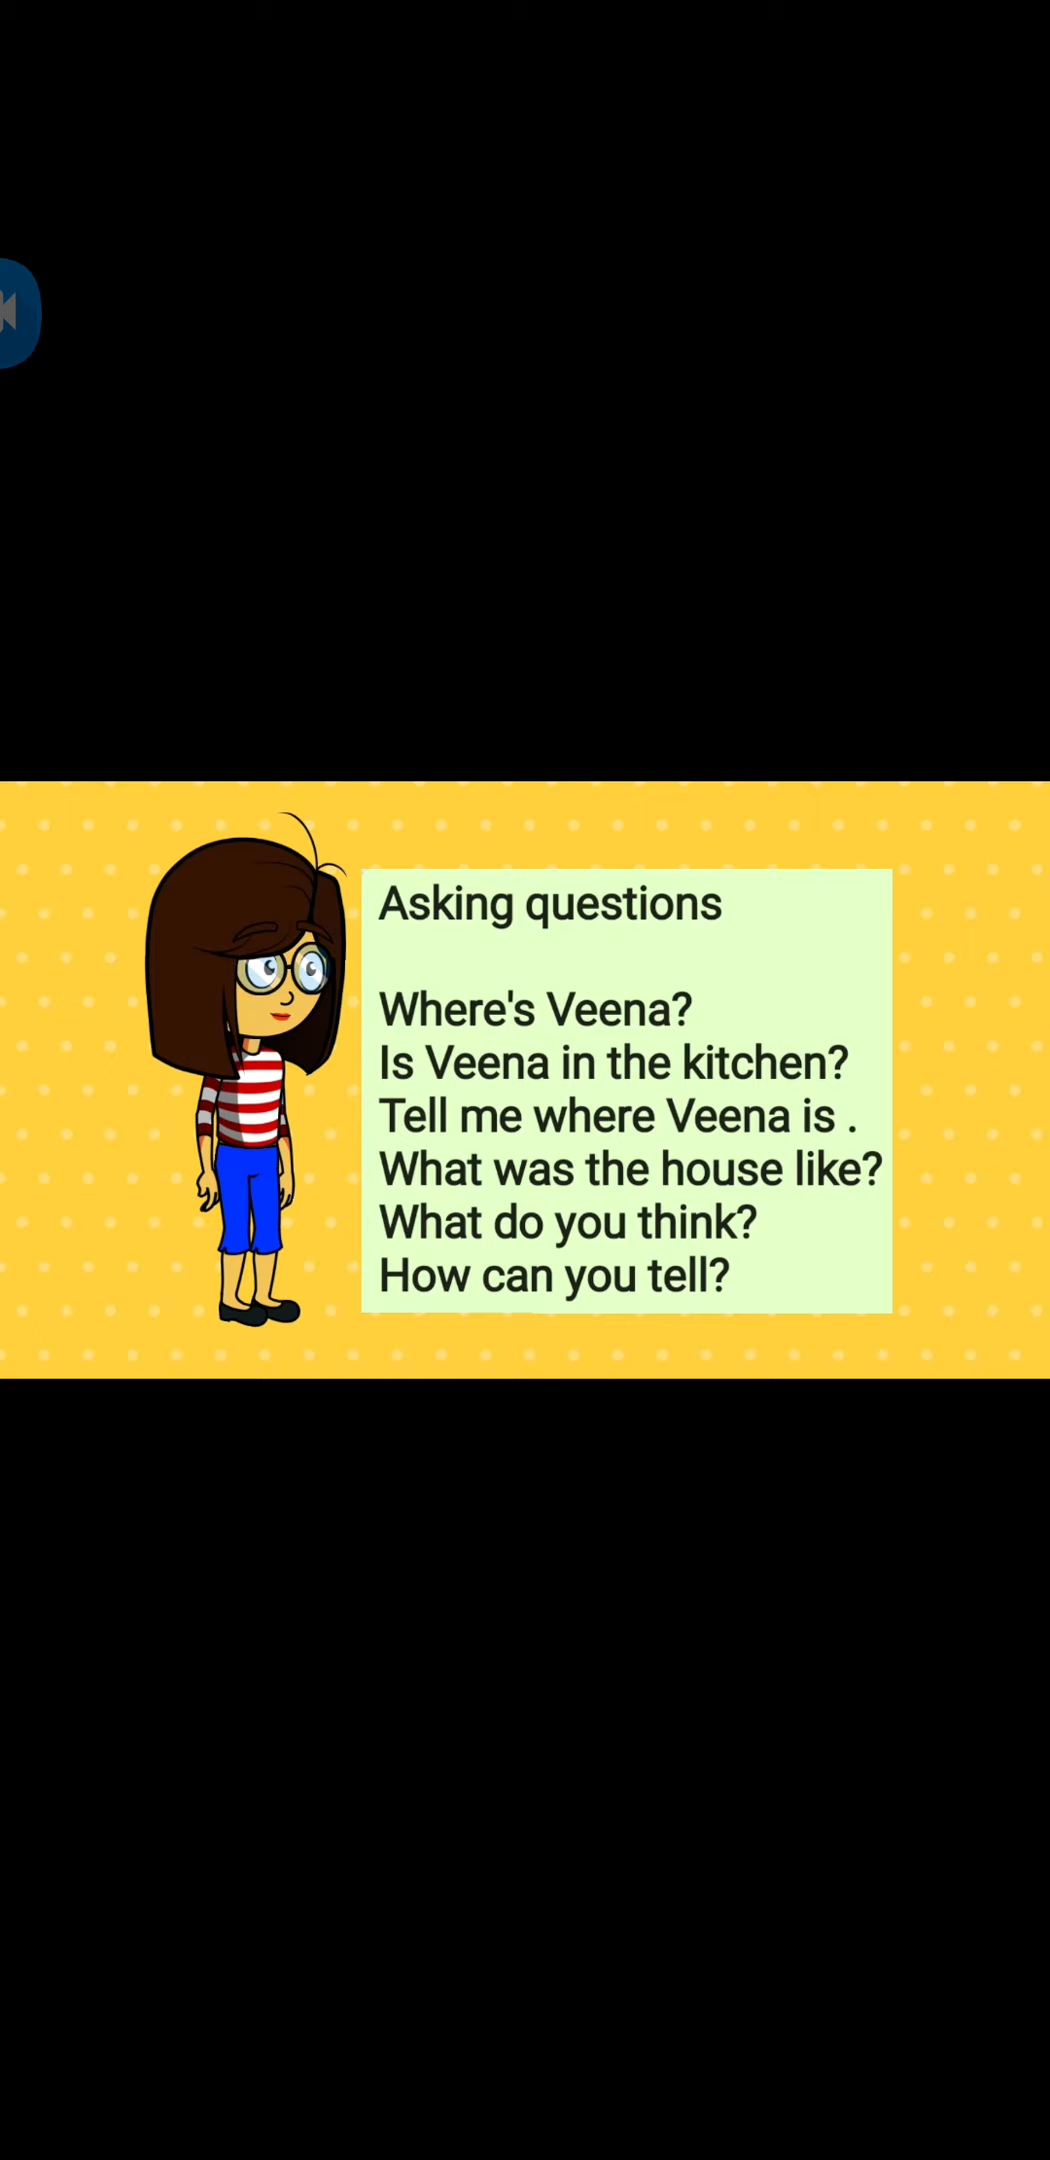 Asking questions
Where's Veena?
Is Veena in the kitchen?
Tell me where Veena is .
What was the house like?
What do you think?
How can you tell?